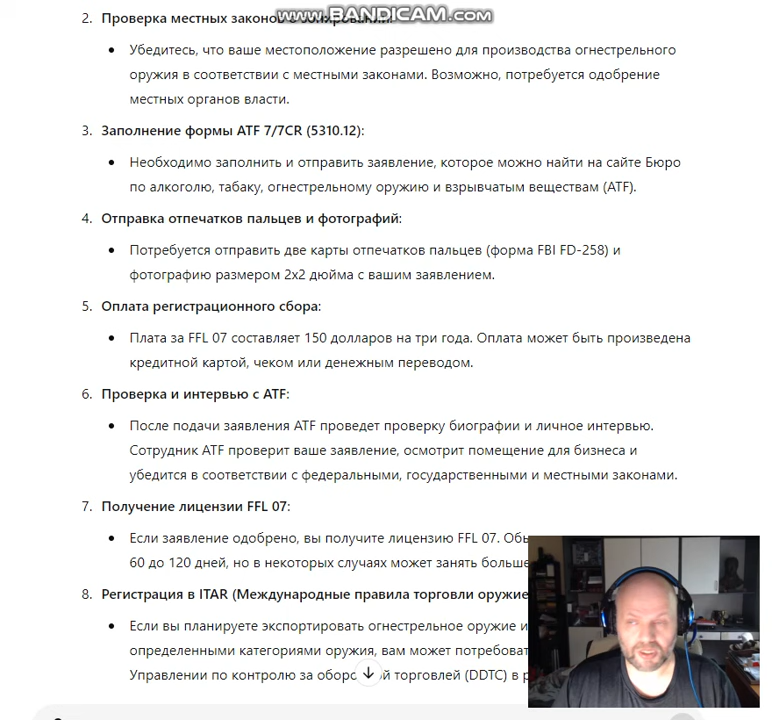 www.BANDICAM.com
2. Проверка местных законов о зонировании:
• Убедитесь, что ваше местоположение разрешено для производства огнестрельного
оружия в соответствии с местными законами. Возможно, потребуется одобрение
местных органов власти.
3. Заполнение формы ATF 7/7CR (5310.12):
• Необходимо заполнить и отправить заявление, которое можно найти на сайте Бюро
по алкоголю, табаку, огнестрельному оружию и взрывчатым веществам (ATF).
4. Отправка отпечатков пальцев и фотографий:
• Потребуется отправить две карты отпечатков пальцев (форма FBI FD-258) и
фотографию размером 2x2 дюйма с вашим заявлением.
5. Оплата регистрационного сбора:
• Плата за FFL 07 составляет 150 долларов на три года. Оплата может быть произведена
кредитной картой, чеком или денежным переводом.
6. Проверка и интервью с ATF:
• После подачи заявления ATF проведет проверку биографии и личное интервью.
Сотрудник ATF проверит ваше заявление, осмотрит помещение для бизнеса и
убедится в соответствии с федеральными, государственными и местными законами.
7. Получение лицензии FFL 07:
• Если заявление одобрено, вы получите лицензию FFL 07. Обы
60 до 120 дней, но в некоторых случаях может занять больше
8. Регистрация в ITAR (Международные правила торговли оружие
• Если вы планируете экспортировать огнестрельное оружие и
определенными категориями оружия, вам может потребоват
Управлении по контролю за оборо й торговлей (DDTC) в р